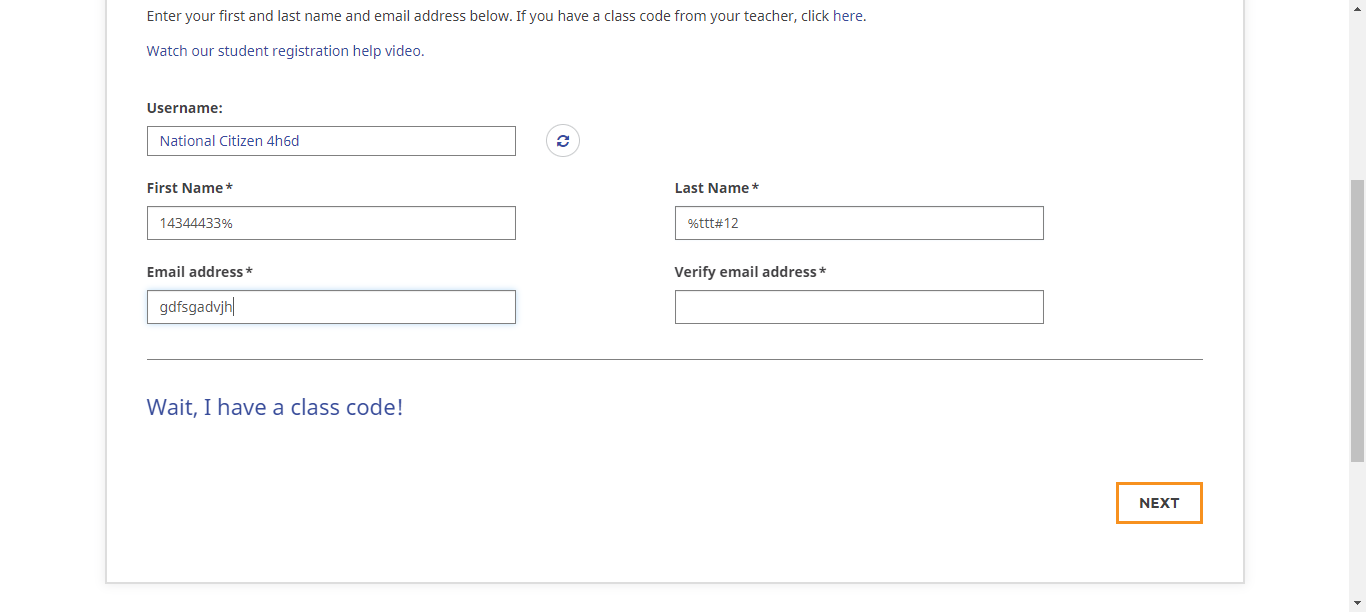 Enter your first and last name and email address below. If you have a class code from your teacher, click here.
Watch our student registration help video.
Username:
National Citizen 4h6d
First Name*
Last Name*
14344433%
%ttt#12
Email address*
Verify email address*
gdfsgadvjh
Wait, I have a class code!
NEXT